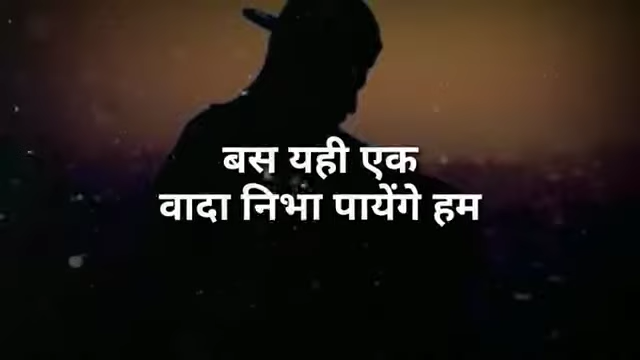 बस यही एक
वादा निभा पायेंगे हम